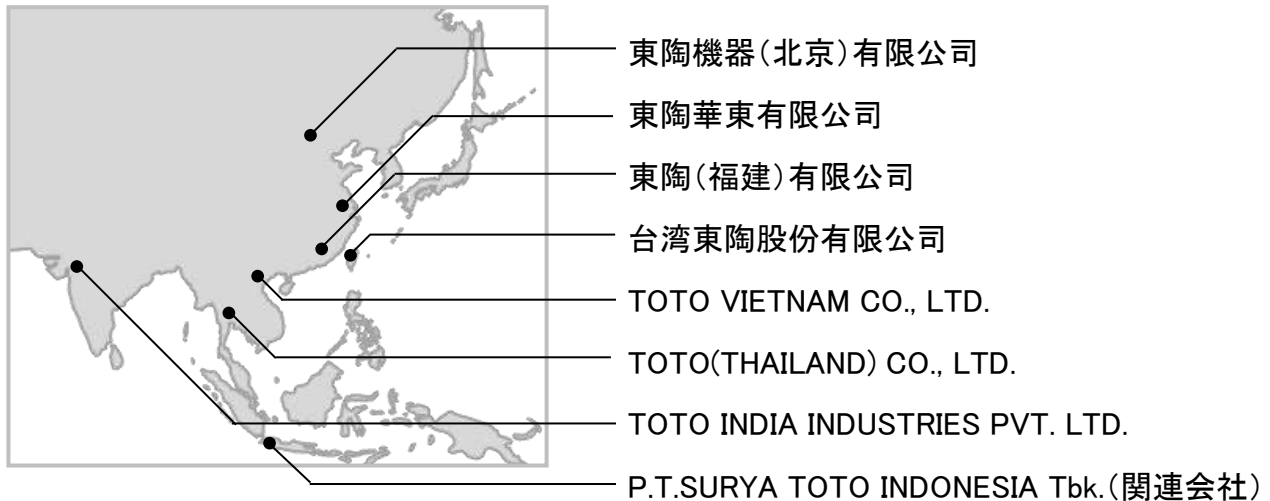 東陶機器（北京）有限公司
東陶華東有限公司
東陶（福建）有限公司
台湾東陶股份有限公司
TOTO VIETNAM CO., LTD.
TOTO(THAILAND) CO., LTD.
TOTO INDIA INDUSTRIES PVT. LTD.
P.T.SURYA TOTO INDONESIA Tbk.（関連会社）